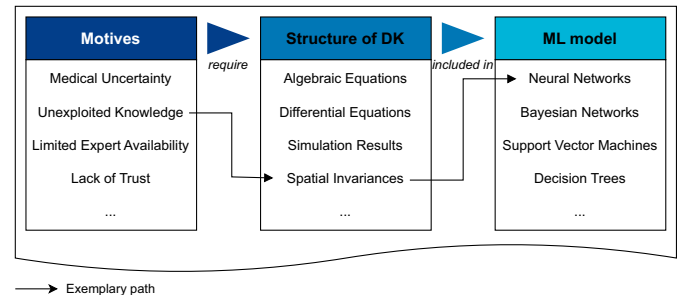 Motives
require
Structure of DK
included in
ML model
Medical Uncertainty
Unexploited Knowledge
Limited Expert Availability
Lack of Trust
...
Algebraic Equations
Differential Equations
Simulation Results
Spatial Invariances
...
Neural Networks
Bayesian Networks
Support Vector Machines
Decision Trees
...
Exemplary path